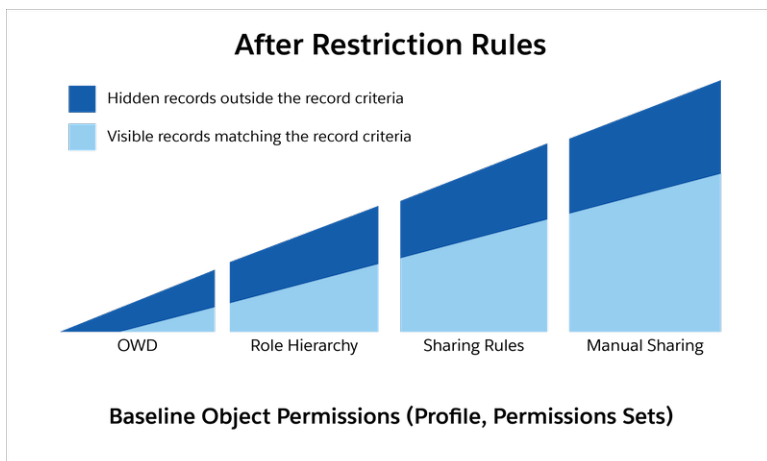 After Restriction Rules
Hidden records outside the record criteria
Visible records matching the record criteria
OWD
Role Hierarchy
Sharing Rules
Manual Sharing
Baseline Object Permissions (Profile, Permissions Sets)